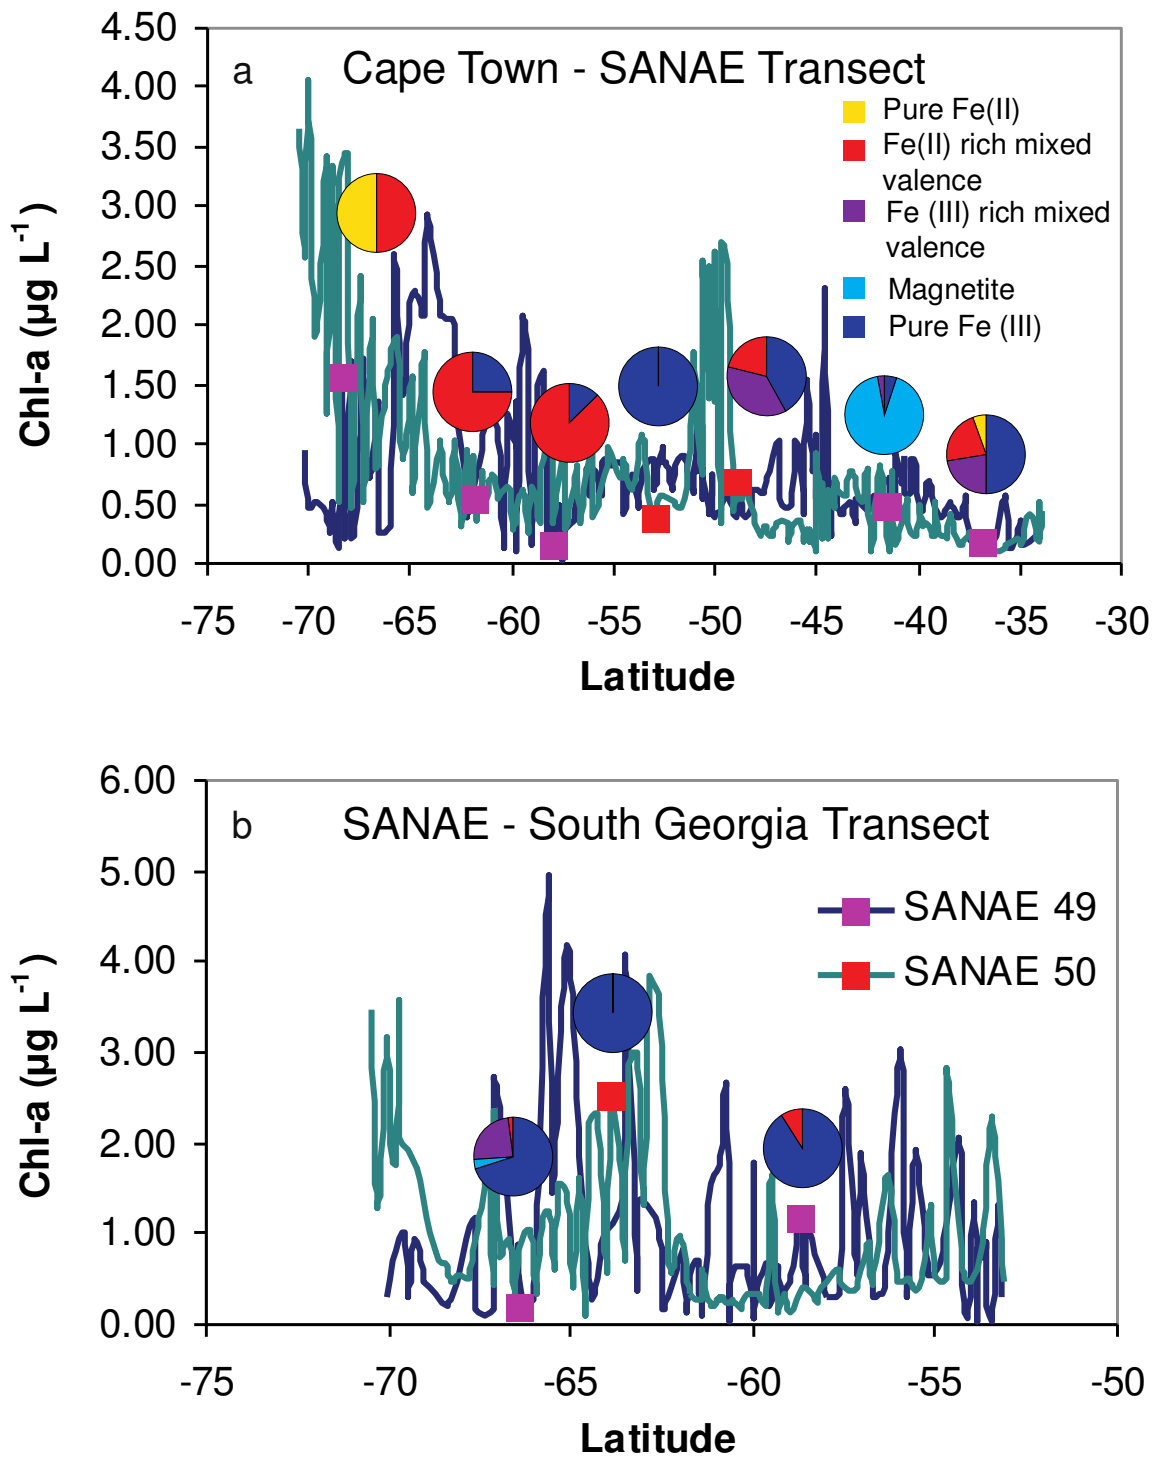 4.50
4.00
3.50
3.00
2.50
2.00
1.50
1.00
0.50
0.00
Chl-a (µg L-1)
a
Cape Town - SANAE Transect
Pure Fe(II)
Fe(II) rich mixed
valence
Fe (III) rich mixed
valence
Magnetite
Pure Fe (III)
-75 -70 -65 -60 -55 -50 -45 -40 -35 -30
Latitude
6.00
5.00
4.00
3.00
2.00
1.00
0.00
Chl-a (µg L-1)
b
SANAE - South Georgia Transect
SANAE 49
SANAE 50
-75 -70 -65 -60 -55 -50
Latitude